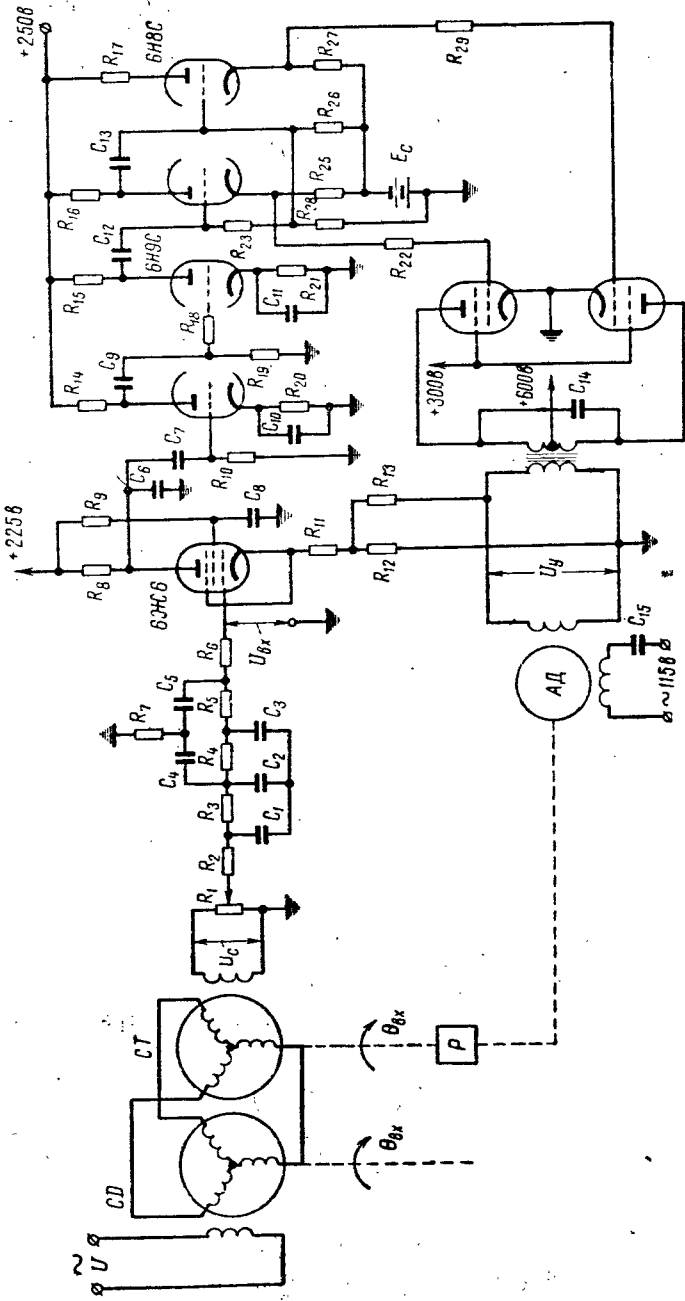 ~U
СД
СТ
θвх
θвх
Р
АД
~115в
C15
Uс
R1
R2
R3
R4
R5
R6
R7
C1
C2
C3
C4
C5
Uвх
6Ж6
+225в
R8
R9
C6
C7
C8
R10
R11
R12
R13
Uу
+300в
+600в
C14
R14
C9
R18
R19
C10
R20
R15
6Н9С
C12
R23
C11
R21
R16
C13
R28
R25
R26
R27
Eс
R22
R17
6Н8С
+250в
R29